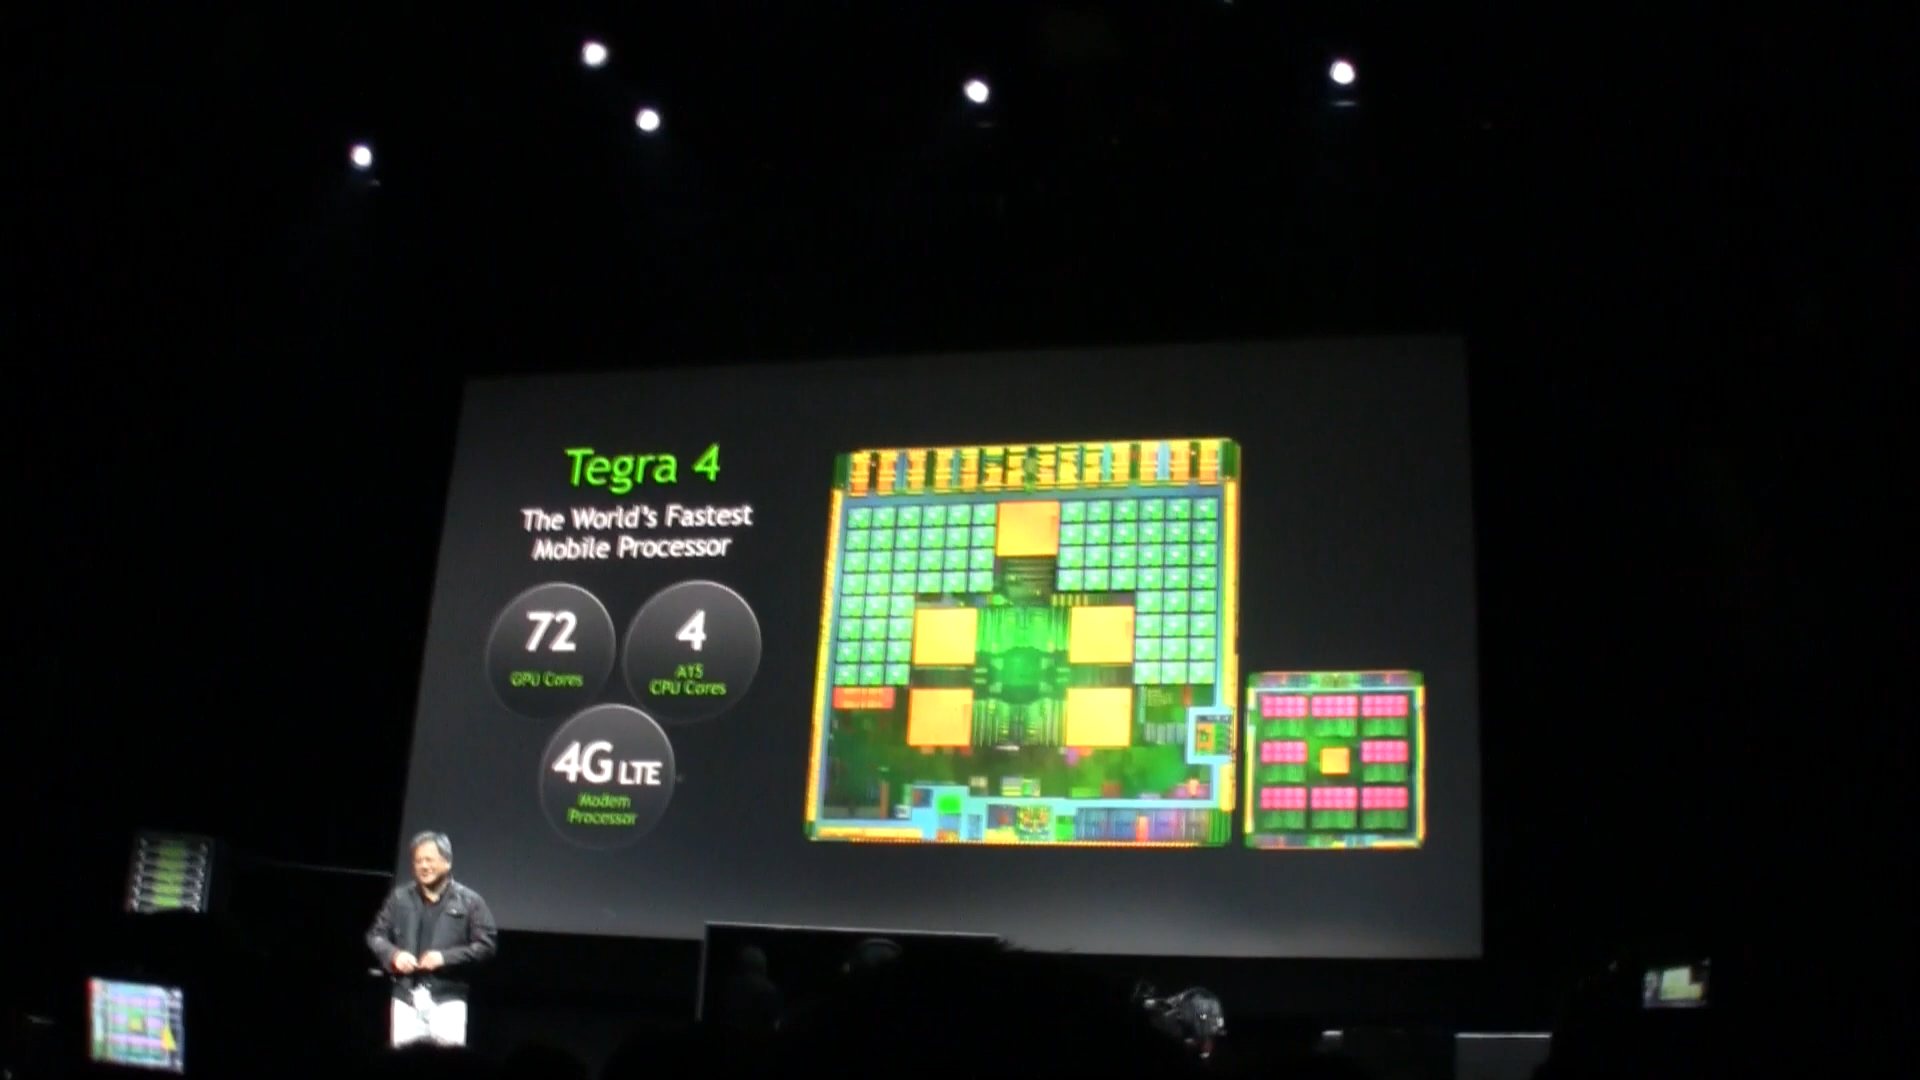 Tegra 4
The World's Fastest
Mobile Processor
72
GPU Cores
4
A15
CPU Cores
4G LTE
Modem
Processor